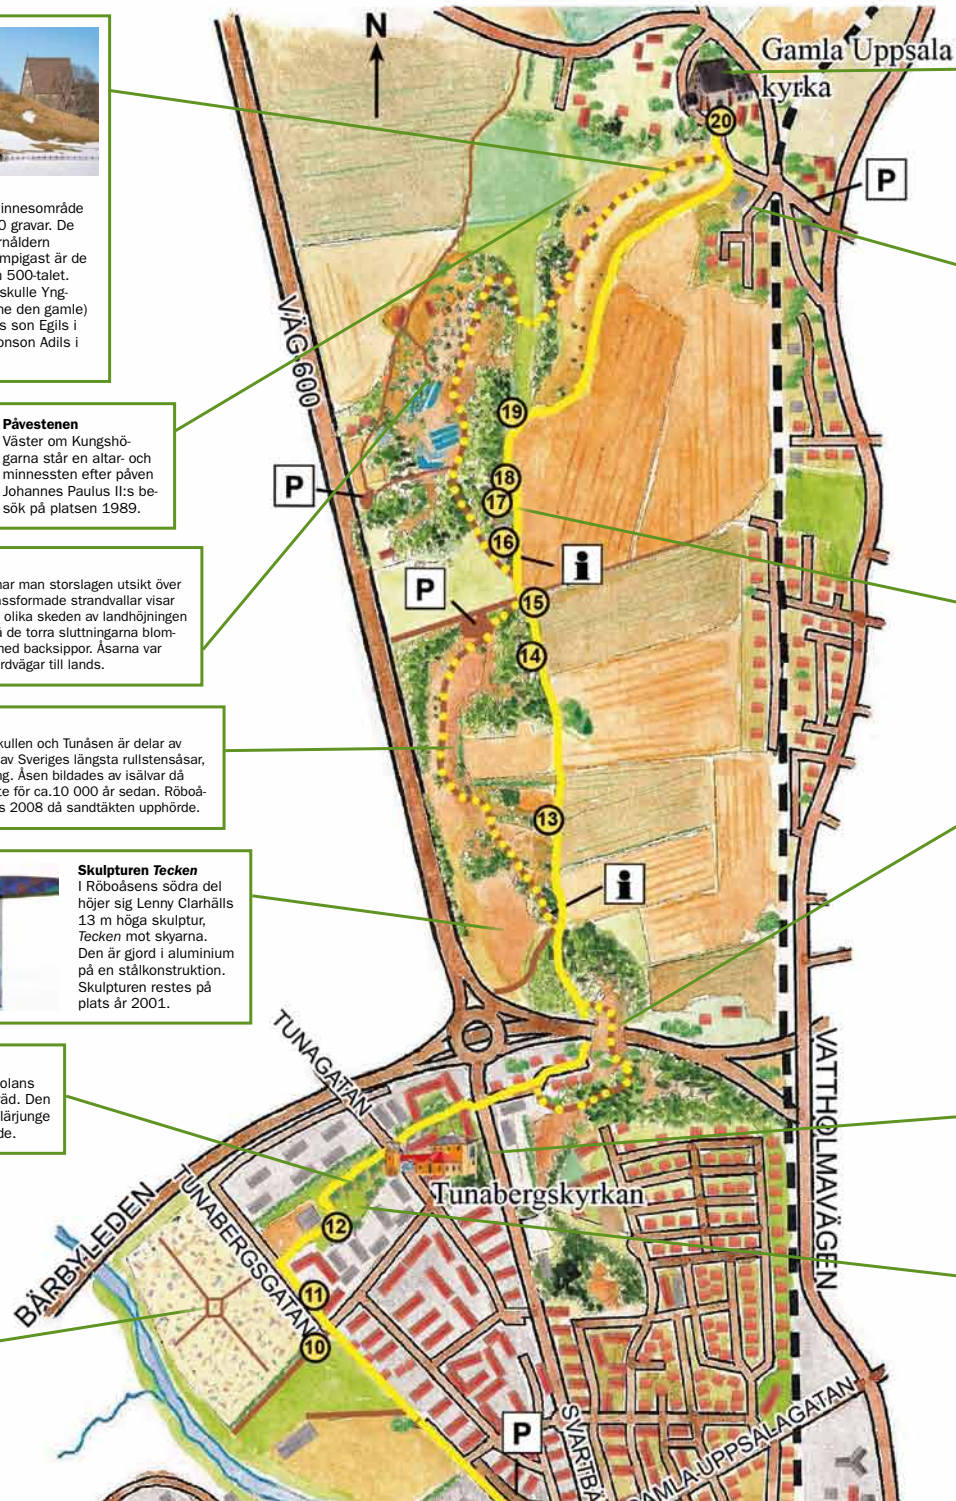 N
Gamla Uppsala
kyrka
20
P
innesområde
0 gravar. De
rnåldern
mpigast är de
500-talet.
skulle Yng-
ne den gamle)
s son Egils i
onson Adils i
VÄG 600
Påvestenen
Väster om Kungshö-
garna står en altar- och
minnessten efter påven
Johannes Paulus II:s be-
sök på platsen 1989.
19
18
17
16
P
i
P
15
14
har man storslagen utsikt över
assformade strandvallar visar
olika skeden av landhöjningen
å de torra sluttningarna blom-
med backsippor. Åsarna var
rdvägar till lands.
kullen och Tunåsen är delar av
av Sveriges längsta rullstensåsar,
ng. Åsen bildades av isälvar då
te för ca.10 000 år sedan. Röboå-
s 2008 då sandtäkten upphörde.
13
i
Skulpturen Tecken
I Röboåsens södra del
höjer sig Lenny Clarhälls
13 m höga skulptur,
Tecken mot skyarna.
Den är gjord i aluminium
på en stålkonstruktion.
Skulpturen restes på
plats år 2001.
TUNAGATAN
VATTHOLMAVÄGEN
olans
räd. Den
lärjunge
de.
Tunabergskyrkan
BÄRBYLEDEN
TUNABERGSGATAN
12
11
10
P
SVARTBÄ
GAMLA UPPSALAGATAN